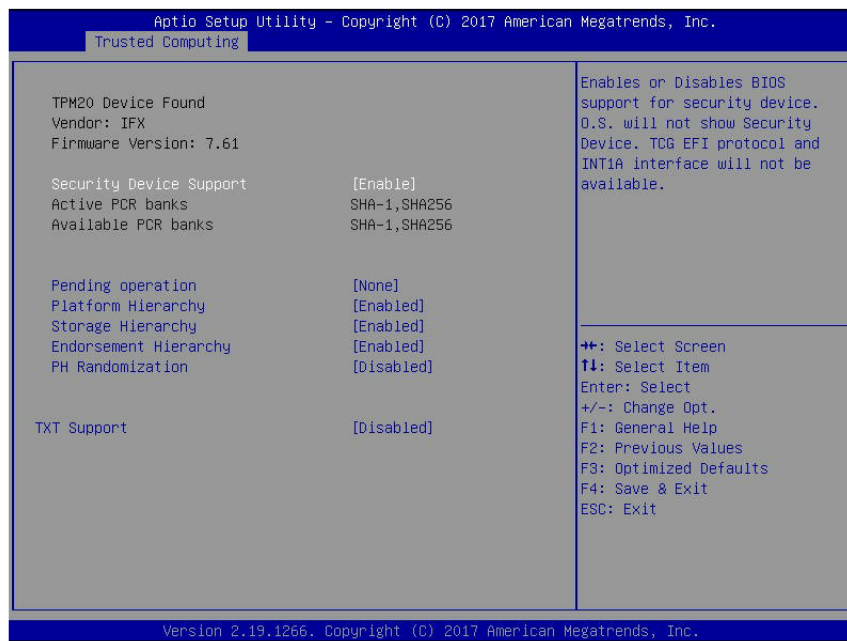 Aptio Setup Utility – Copyright (C) 2017 American Megatrends, Inc.
Trusted Computing
TPM20 Device Found
Vendor: IFX
Firmware Version: 7.61
Security Device Support [Enable]
Active PCR banks SHA-1,SHA256
Available PCR banks SHA-1,SHA256
Pending operation [None]
Platform Hierarchy [Enabled]
Storage Hierarchy [Enabled]
Endorsement Hierarchy [Enabled]
PH Randomization [Disabled]
TXT Support [Disabled]
Enables or Disables BIOS
support for security device.
O.S. will not show Security
Device. TCG EFI protocol and
INT1A interface will not be
available.
→←: Select Screen
↑↓: Select Item
Enter: Select
+/-: Change Opt.
F1: General Help
F2: Previous Values
F3: Optimized Defaults
F4: Save & Exit
ESC: Exit
Version 2.19.1266. Copyright (C) 2017 American Megatrends, Inc.